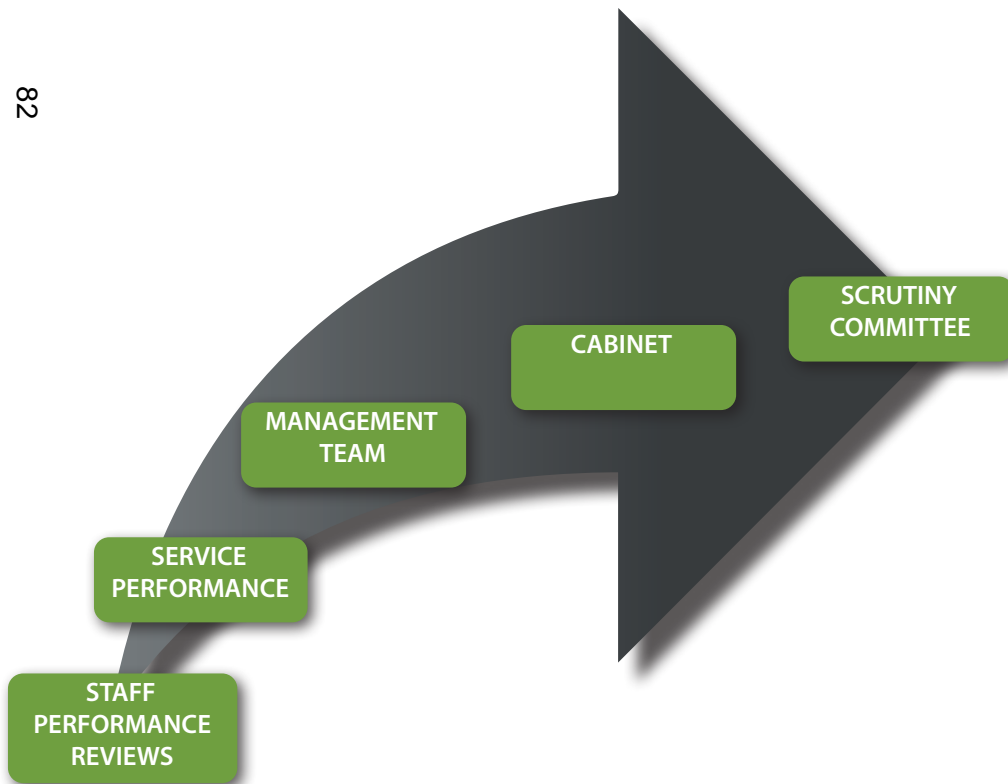 82
SCRUTINY
COMMITTEE
CABINET
MANAGEMENT
TEAM
SERVICE
PERFORMANCE
STAFF
PERFORMANCE
REVIEWS